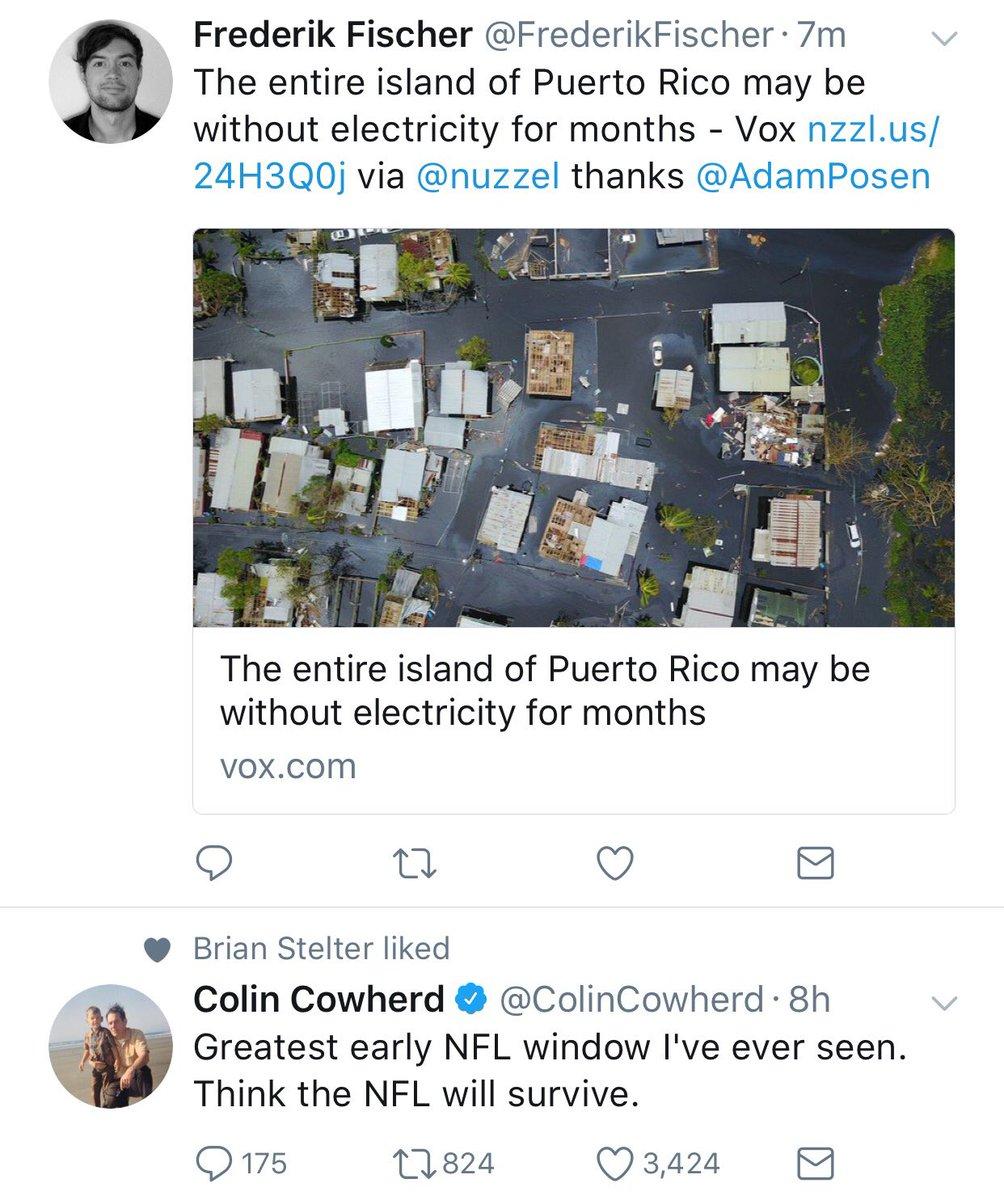 Frederik Fischer @FrederikFischer · 7m
The entire island of Puerto Rico may be
without electricity for months - Vox nzzl.us/
24H3Q0j via @nuzzel thanks @AdamPosen
The entire island of Puerto Rico may be
without electricity for months
vox.com
Brian Stelter liked
Colin Cowherd @ColinCowherd · 8h
Greatest early NFL window I've ever seen.
Think the NFL will survive.
175 824 3,424